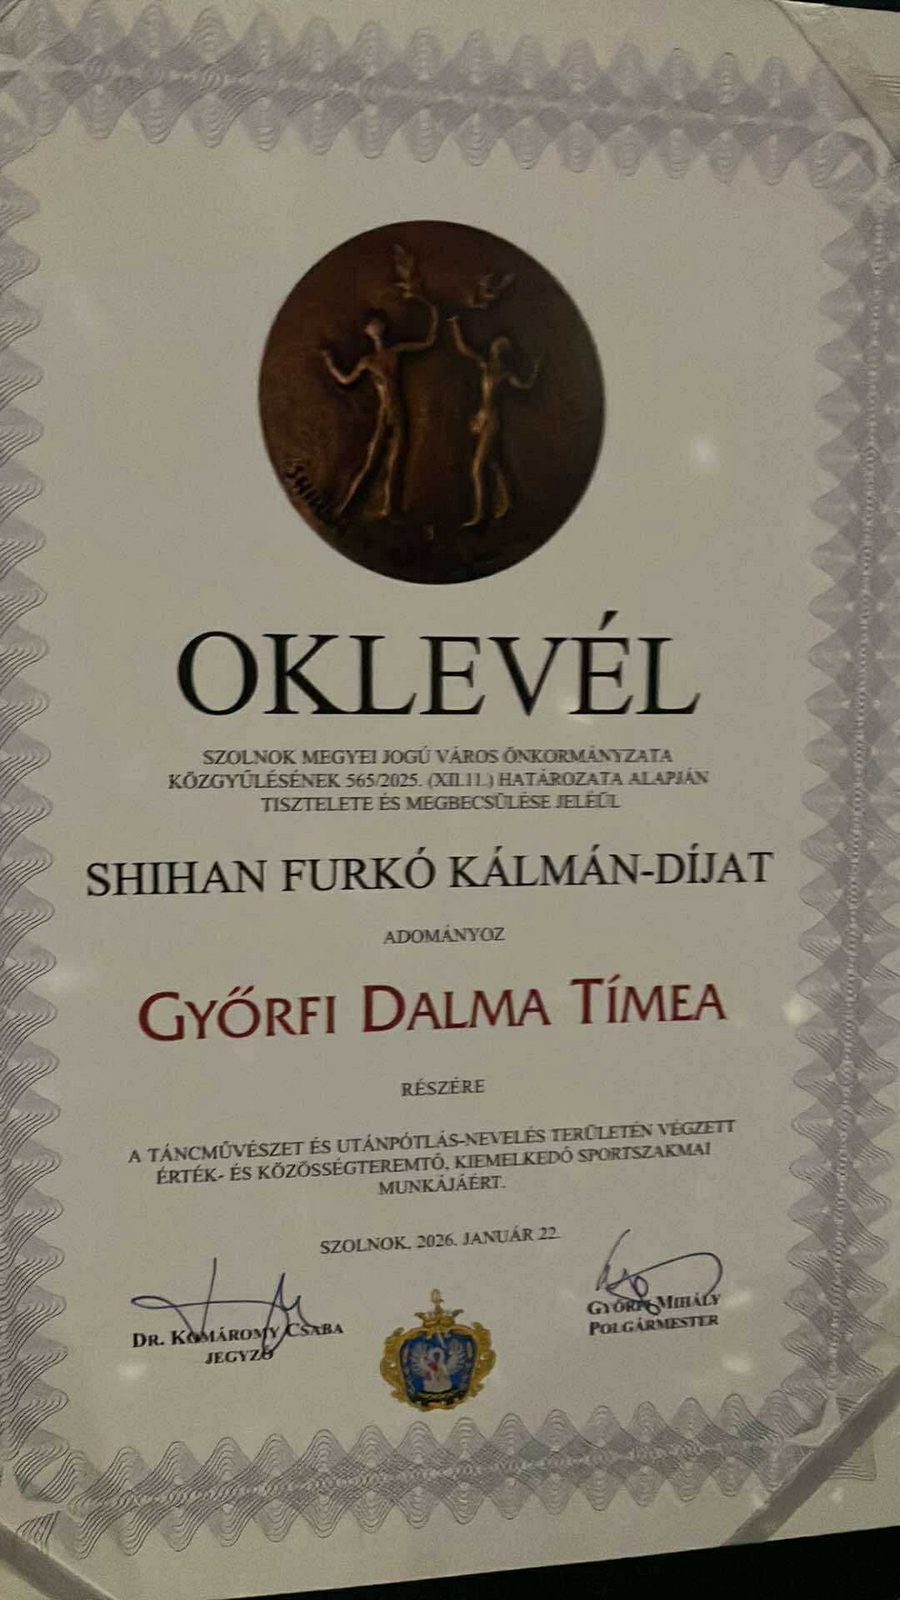 OKLEVÉL
SZOLNOK MEGYEI JOGÚ VÁROS ÖNKORMÁNYZATA
KÖZGYŰLÉSÉNEK 565/2025. (XII.11.) HATÁROZATA ALAPJÁN
TISZTELETE ÉS MEGBECSÜLÉSE JELÉÜL
SHIHAN FURKÓ KÁLMÁN-DÍJAT
ADOMÁNYOZ
GYŐRFI DALMA TÍMEA
RÉSZÉRE
A TÁNCMŰVÉSZET ÉS UTÁNPÓTLÁS-NEVELÉS TERÜLETÉN VÉGZETT
ÉRTÉK- ÉS KÖZÖSSÉGTEREMTŐ, KIEMELKEDŐ SPORTSZAKMAI
MUNKÁJÁÉRT.
SZOLNOK, 2026. JANUÁR 22.
DR. KOMÁROMY CSABA
JEGYZŐ
GYŐRFI MIHÁLY
POLGÁRMESTER